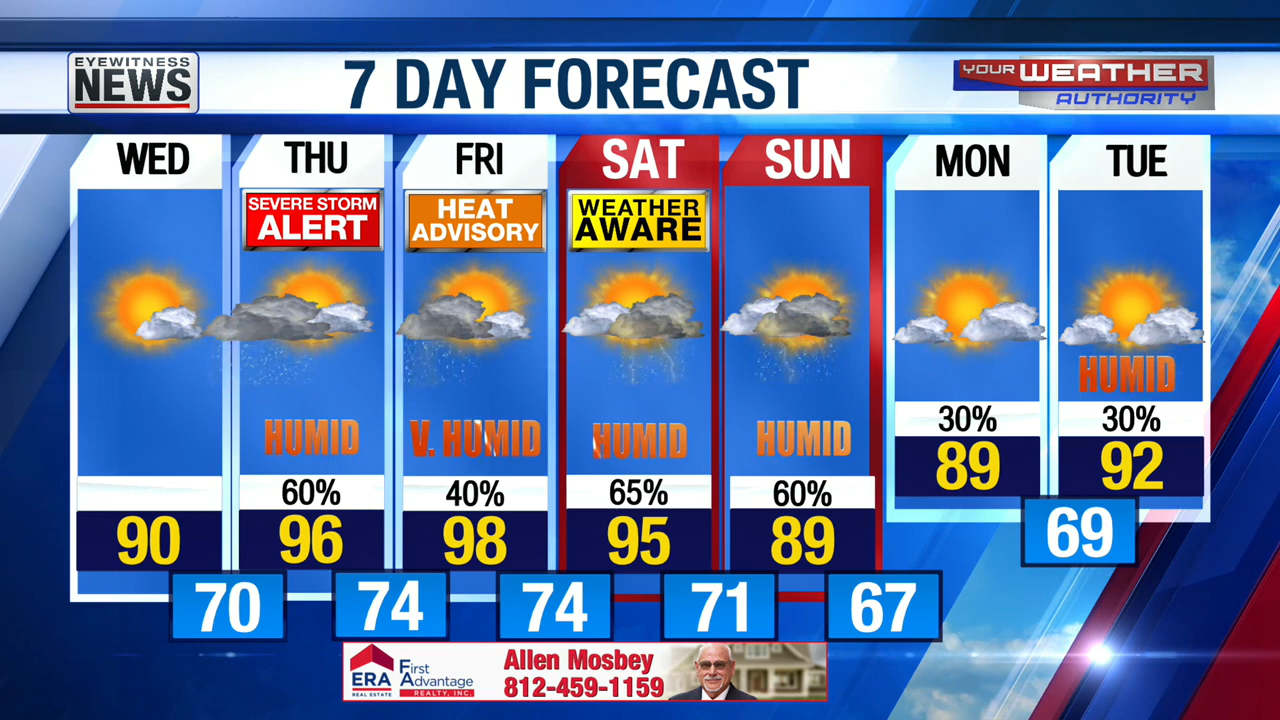 EYEWITNESS
NEWS
7 DAY FORECAST
YOUR WEATHER
AUTHORITY
WED
THU
FRI
SAT
SUN
MON
TUE
SEVERE STORM
ALERT
HEAT
ADVISORY
WEATHER
AWARE
HUMID
V. HUMID
HUMID
HUMID
HUMID
60%
40%
65%
60%
30%
30%
90
96
98
95
89
89
92
70
74
74
71
67
69
ERA
REAL ESTATE
First
Advantage
REALTY, INC.
Allen Mosbey
812-459-1159